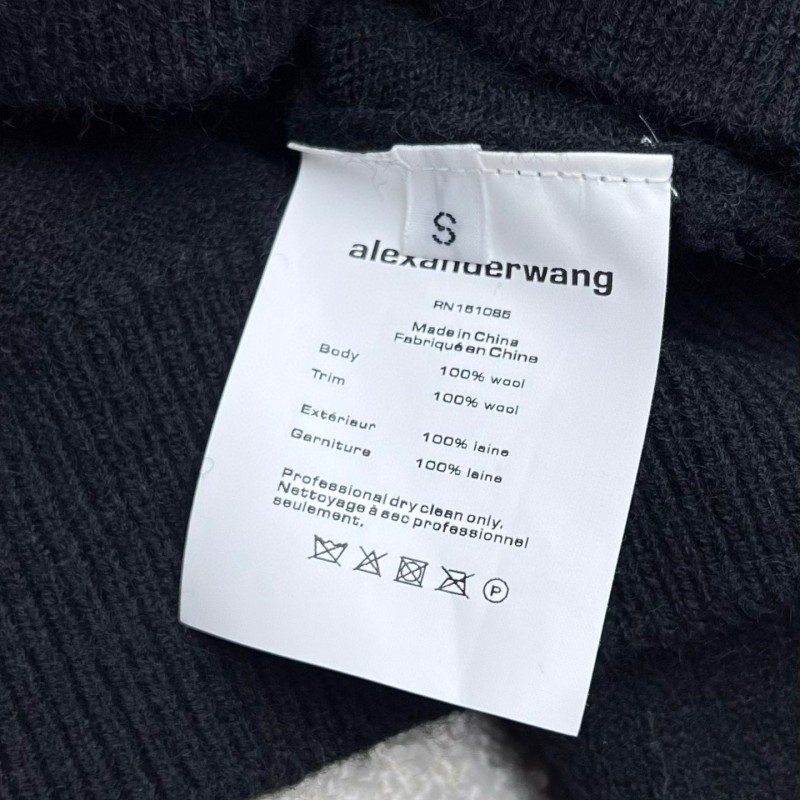 S
alexanderwang
RN151085
Made in China
Fabriqué en Chine
Body 100% wool
Trim 100% wool
Extérieur 100% laine
Garniture 100% laine
Professional dry clean only.
Nettoyage à sec professionnel
seulement.
P